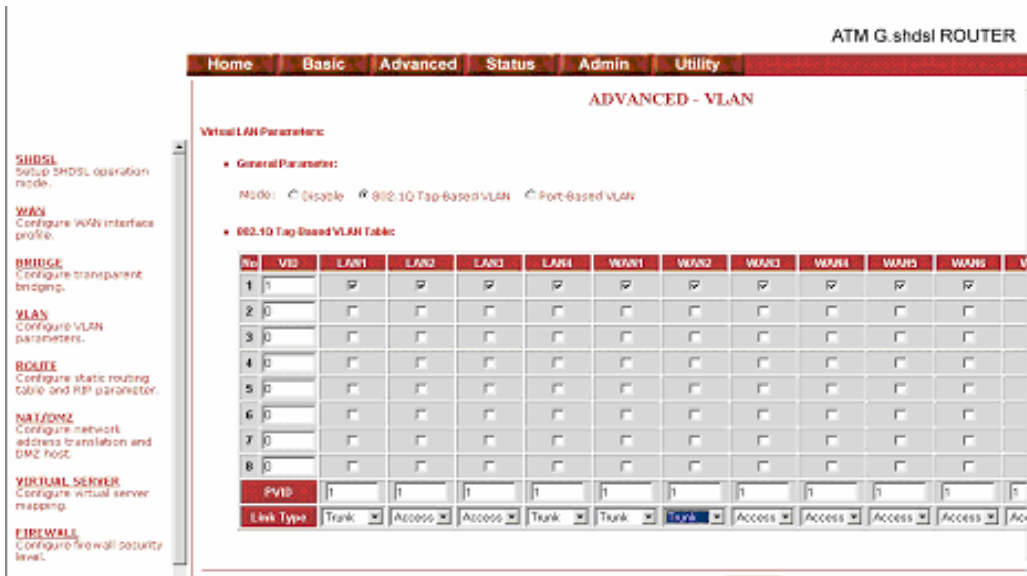 ATM G.shdsl ROUTER
Home Basic Advanced Status Admin Utility
ADVANCED - VLAN
Virtual LAN Parameters:
General Parameter:
Mode: Disable 802.1Q Tag-Based VLAN Port-Based VLAN
802.1Q Tag-Based VLAN Table:
No VID LAN1 LAN2 LAN3 LAN4 WAN1 WAN2 WAN3 WAN4 WAN5 WAN6
1 1
2 0
3 0
4 0
5 0
6 0
7 0
8 0
PVID 1 1 1 1 1 1 1 1 1 1 1
Link Type Trunk Access Access Trunk Trunk Trunk Access Access Access Access Ac
SHDSL
Setup SHDSL operation
mode.
WAN
Configure WAN interface
profile.
BRIDGE
Configure transparent
bridging.
VLAN
Configure VLAN
parameters.
ROUTE
Configure static routing
table and RIP parameter.
NAT/DMZ
Configure network
address translation and
DMZ host.
VIRTUAL SERVER
Configure virtual server
mapping.
FIREWALL
Configure firewall security
level.